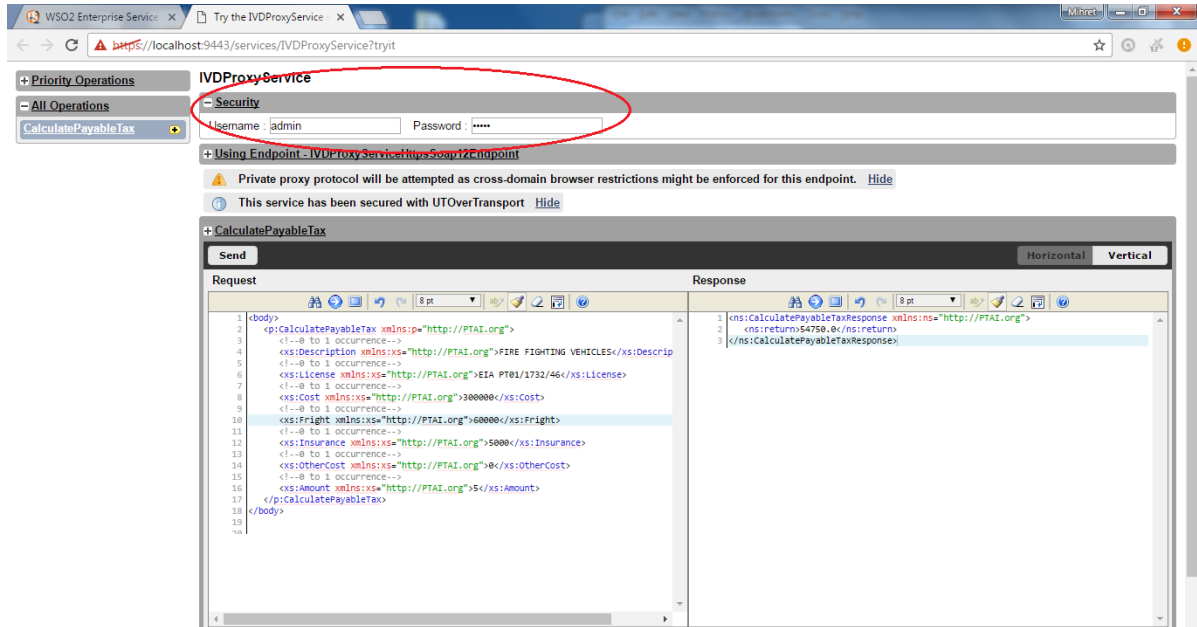 WSO2 Enterprise Service
Try the IVDProxyService
Mihret
https://localhost:9443/services/IVDProxyService?tryit
Priority Operations
All Operations
CalculatePayableTax
IVDProxyService
Security
Username : admin Password : •••••
Using Endpoint - IVDProxyServiceHttpsSoap12Endpoint
Private proxy protocol will be attempted as cross-domain browser restrictions might be enforced for this endpoint. Hide
This service has been secured with UTOverTransport Hide
CalculatePayableTax
Send Horizontal Vertical
Request
8 pt
1 <body>
2 <p:CalculatePayableTax xmlns:p="http://PTAI.org">
3 <!--0 to 1 occurrence-->
4 <xs:Description xmlns:xs="http://PTAI.org">FIRE FIGHTING VEHICLES</xs:Descrip
5 <!--0 to 1 occurrence-->
6 <xs:License xmlns:xs="http://PTAI.org">EIA PT01/1732/46</xs:License>
7 <!--0 to 1 occurrence-->
8 <xs:Cost xmlns:xs="http://PTAI.org">300000</xs:Cost>
9 <!--0 to 1 occurrence-->
10 <xs:Fright xmlns:xs="http://PTAI.org">60000</xs:Fright>
11 <!--0 to 1 occurrence-->
12 <xs:Insurance xmlns:xs="http://PTAI.org">5000</xs:Insurance>
13 <!--0 to 1 occurrence-->
14 <xs:OtherCost xmlns:xs="http://PTAI.org">0</xs:OtherCost>
15 <!--0 to 1 occurrence-->
16 <xs:Amount xmlns:xs="http://PTAI.org">5</xs:Amount>
17 </p:CalculatePayableTax>
18 </body>
19
20
Response
8 pt
1 <ns:CalculatePayableTaxResponse xmlns:ns="http://PTAI.org">
2 <ns:return>54750.0</ns:return>
3 </ns:CalculatePayableTaxResponse>